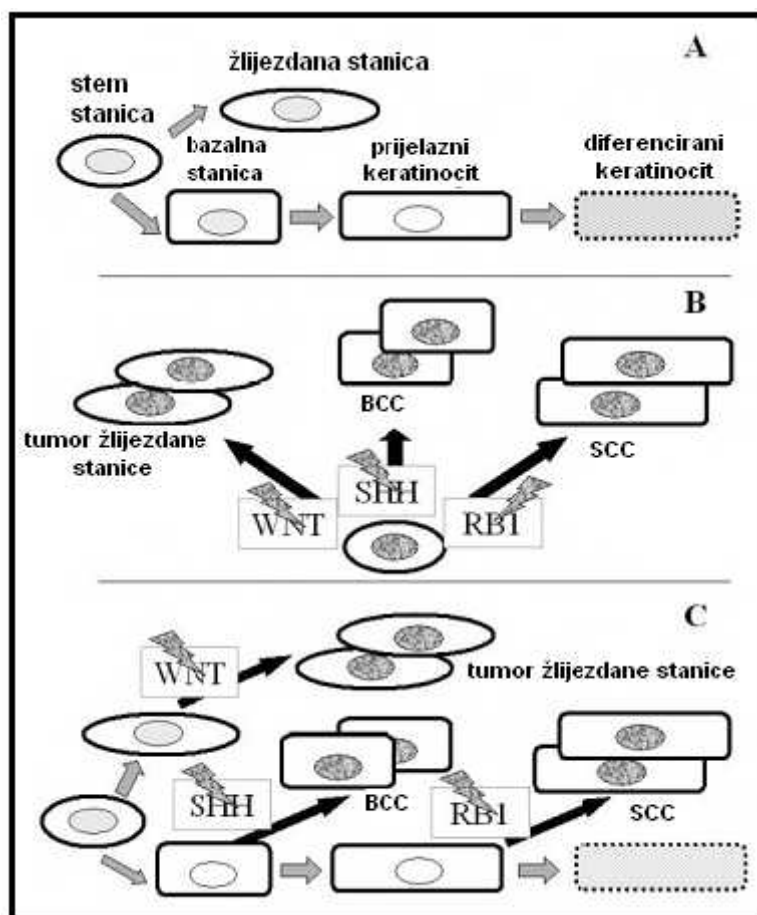 A
žlijezdana stanica
stem
stanica
bazalna
stanica
prijelazni
keratinocit
diferencirani
keratinocit
B
BCC
SCC
tumor žlijezdane
stanice
ShH
WNT
RB1
C
WNT
tumor žlijezdane stanice
ShH
BCC
RB1
SCC